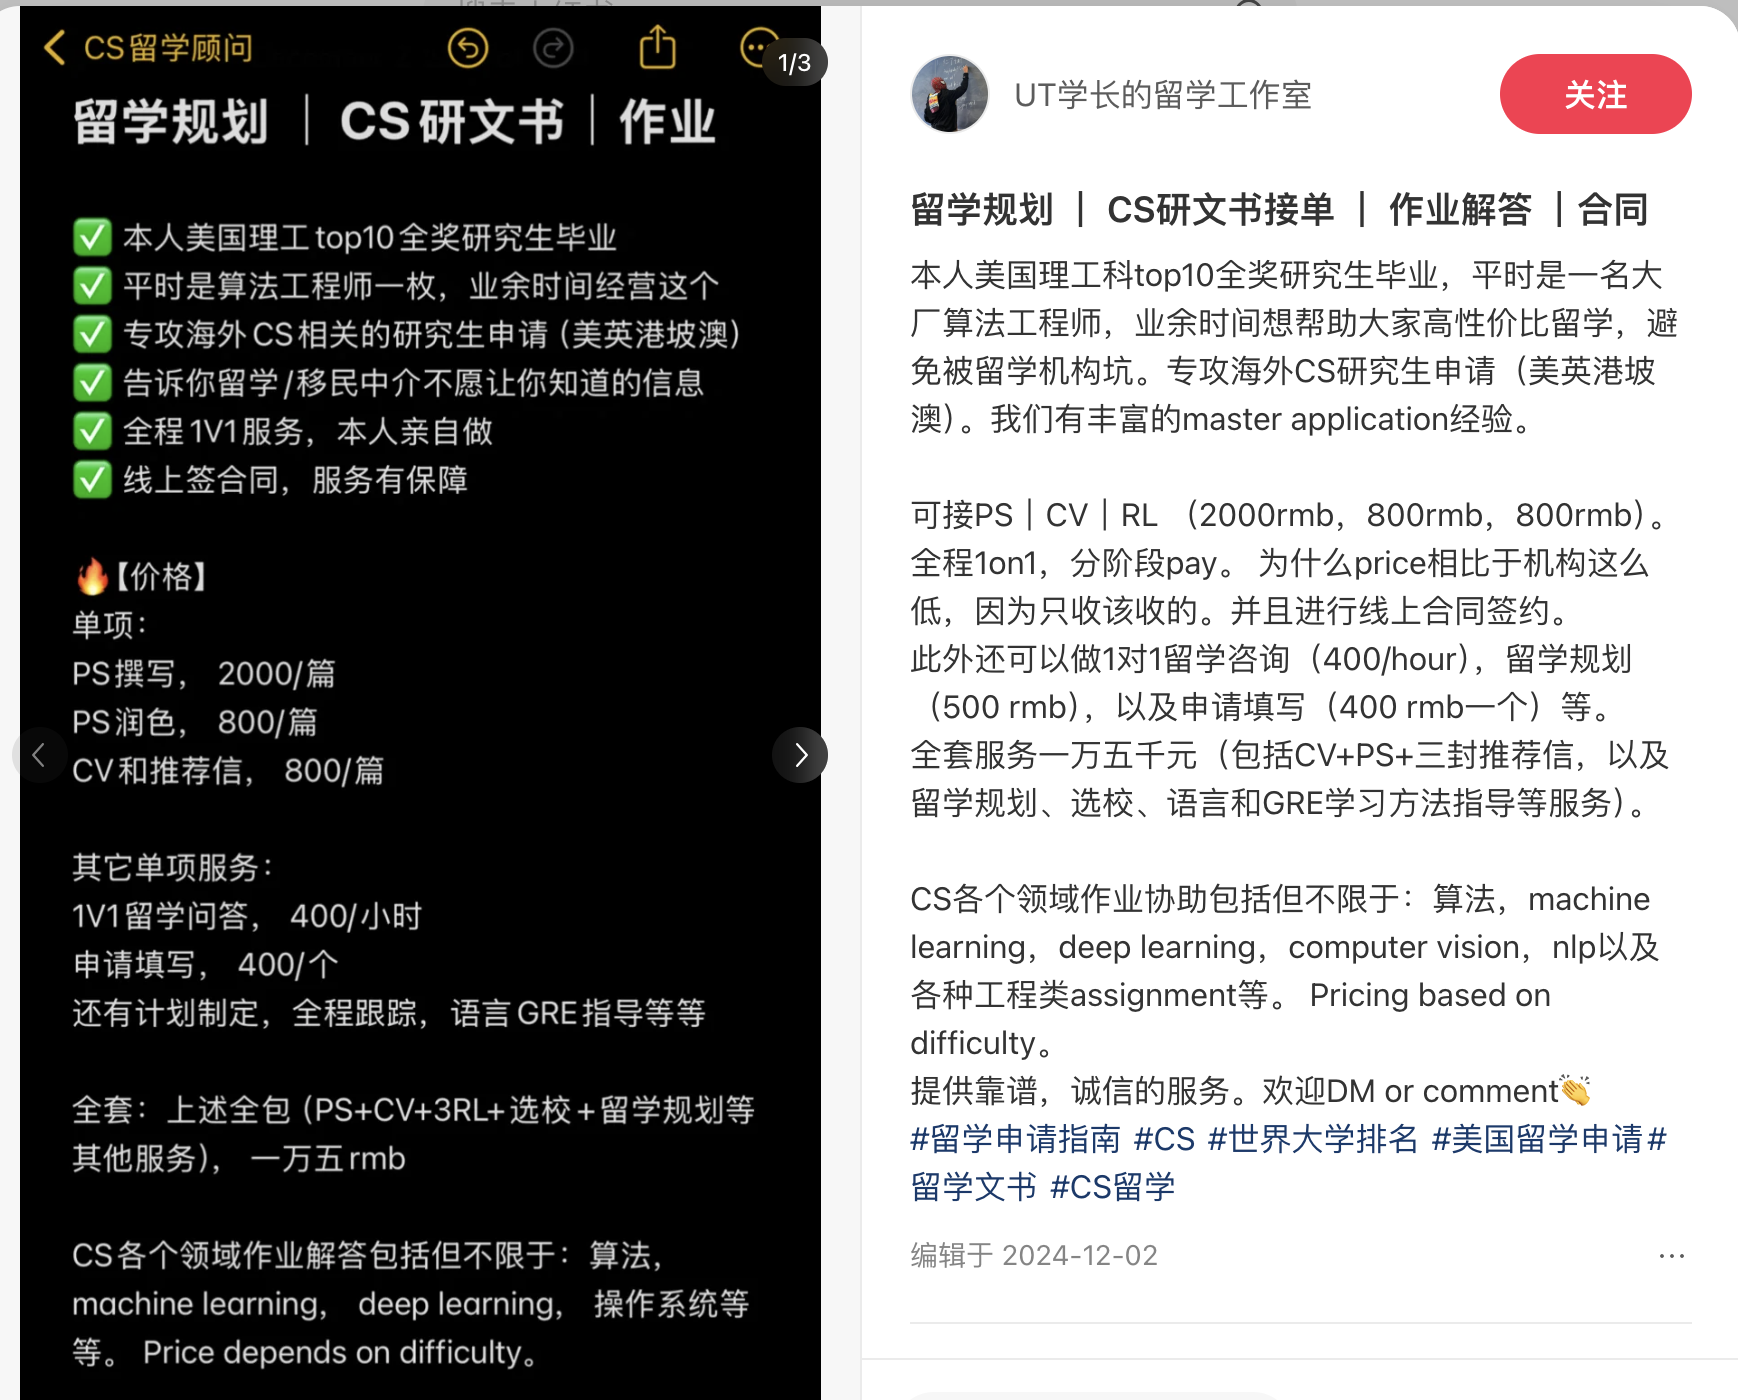 CS留学顾问
1/3
留学规划 ｜ CS研文书｜作业
✅ 本人美国理工top10全奖研究生毕业
✅ 平时是算法工程师一枚，业余时间经营这个
✅ 专攻海外CS相关的研究生申请（美英港坡澳）
✅ 告诉你留学/移民中介不愿让你知道的信息
✅ 全程1V1服务，本人亲自做
✅ 线上签合同，服务有保障
🔥【价格】
单项：
PS撰写， 2000/篇
PS润色， 800/篇
CV和推荐信， 800/篇
其它单项服务：
1V1留学问答， 400/小时
申请填写， 400/个
还有计划制定，全程跟踪，语言GRE指导等等
全套：上述全包（PS+CV+3RL+选校+留学规划等
其他服务）， 一万五rmb
CS各个领域作业解答包括但不限于：算法，
machine learning， deep learning， 操作系统等
等。 Price depends on difficulty。
UT学长的留学工作室
关注
留学规划 ｜ CS研文书接单 ｜ 作业解答 ｜合同
本人美国理工科top10全奖研究生毕业，平时是一名大
厂算法工程师，业余时间想帮助大家高性价比留学，避
免被留学机构坑。专攻海外CS研究生申请（美英港坡
澳）。我们有丰富的master application经验。
可接PS｜CV｜RL （2000rmb，800rmb，800rmb）。
全程1on1，分阶段pay。 为什么price相比于机构这么
低，因为只收该收的。并且进行线上合同签约。
此外还可以做1对1留学咨询（400/hour），留学规划
（500 rmb），以及申请填写（400 rmb一个）等。
全套服务一万五千元（包括CV+PS+三封推荐信，以及
留学规划、选校、语言和GRE学习方法指导等服务）。
CS各个领域作业协助包括但不限于：算法，machine
learning，deep learning，computer vision，nlp以及
各种工程类assignment等。 Pricing based on
difficulty。
提供靠谱，诚信的服务。欢迎DM or comment👏
#留学申请指南 #CS #世界大学排名 #美国留学申请#
留学文书 #CS留学
编辑于 2024-12-02